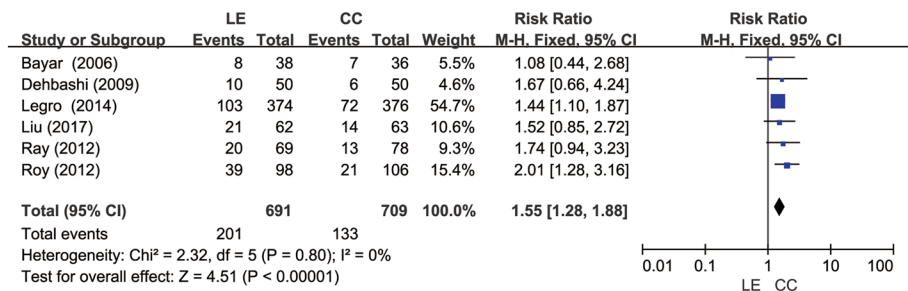 LE CC Risk Ratio Risk Ratio
Study or Subgroup Events Total Events Total Weight M-H, Fixed, 95% CI M-H, Fixed, 95% CI
Bayar (2006) 8 38 7 36 5.5% 1.08 [0.44, 2.68]
Dehbashi (2009) 10 50 6 50 4.6% 1.67 [0.66, 4.24]
Legro (2014) 103 374 72 376 54.7% 1.44 [1.10, 1.87]
Liu (2017) 21 62 14 63 10.6% 1.52 [0.85, 2.72]
Ray (2012) 20 69 13 78 9.3% 1.74 [0.94, 3.23]
Roy (2012) 39 98 21 106 15.4% 2.01 [1.28, 3.16]
Total (95% CI) 691 709 100.0% 1.55 [1.28, 1.88]
Total events 201 133
Heterogeneity: Chi² = 2.32, df = 5 (P = 0.80); I² = 0%
Test for overall effect: Z = 4.51 (P < 0.00001)
0.01 0.1 1 10 100
LE CC